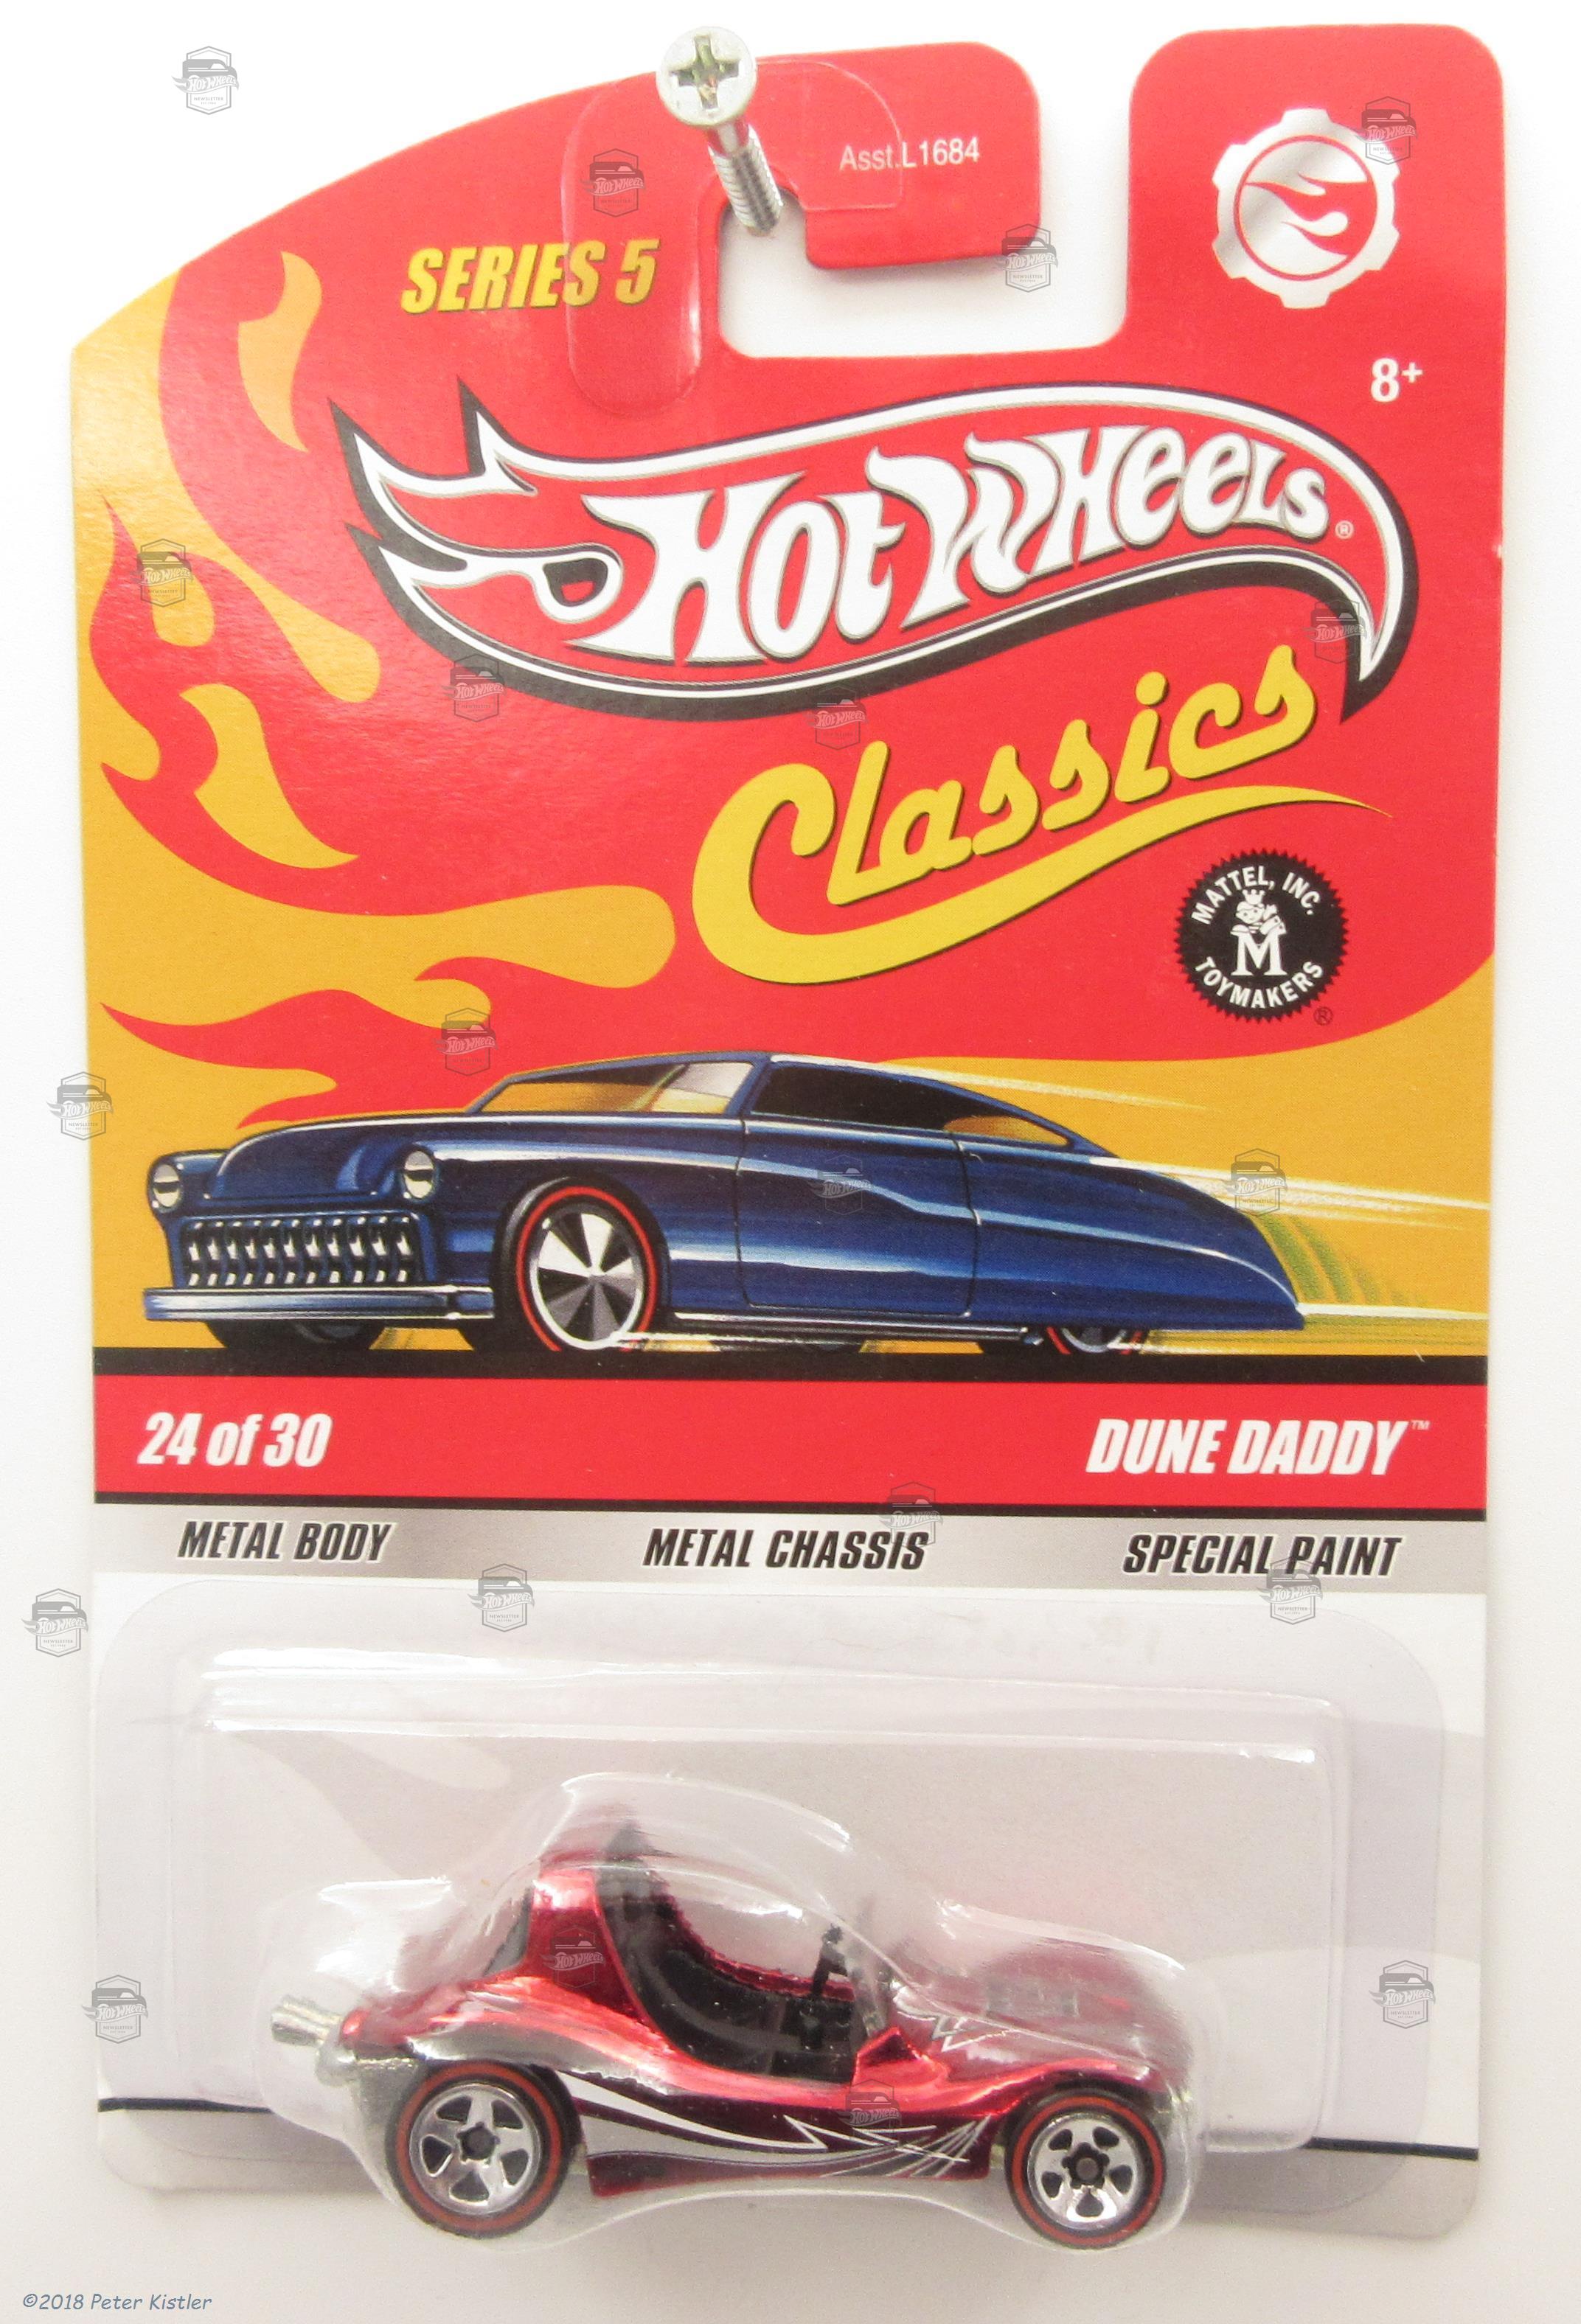 Asst.L1684
SERIES 5
8+
HOT WHEELS®
Classics
MATTEL, INC.
M
TOYMAKERS
®
24 of 30
DUNE DADDY™
METAL BODY
METAL CHASSIS
SPECIAL PAINT
©2018 Peter Kistler